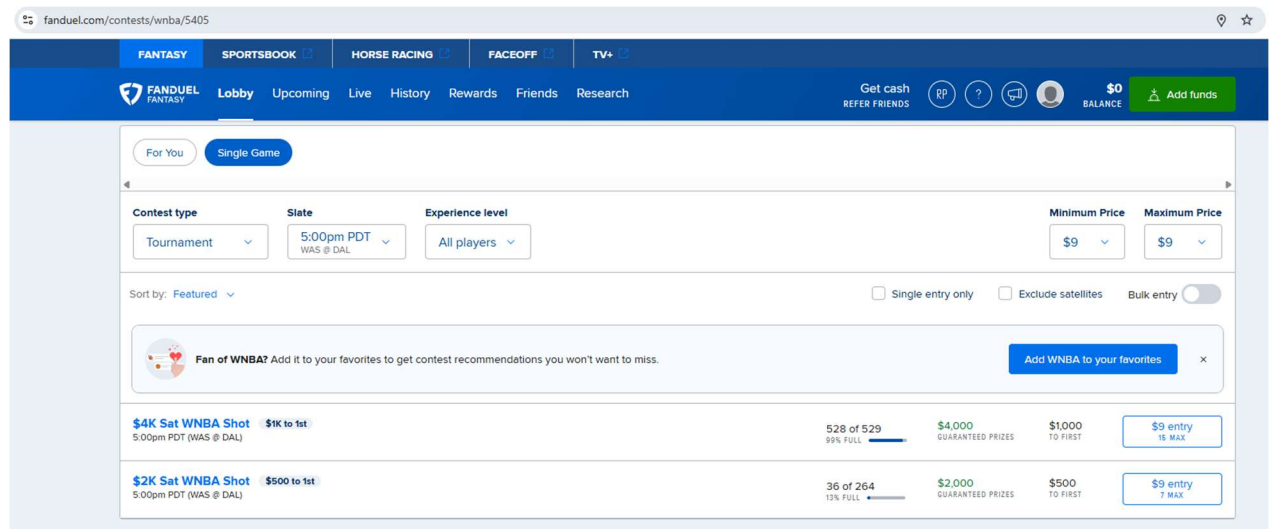 fanduel.com/contests/wnba/5405
FANTASY SPORTSBOOK HORSE RACING FACEOFF TV+
FANDUEL
FANTASY
Lobby Upcoming Live History Rewards Friends Research
Get cash
REFER FRIENDS
RP ?
$0
BALANCE
Add funds
For You Single Game
Contest type Slate Experience level Minimum Price Maximum Price
Tournament 5:00pm PDT All players $9 $9
WAS @ DAL
Sort by: Featured Single entry only Exclude satellites Bulk entry
Fan of WNBA? Add it to your favorites to get contest recommendations you won't want to miss. Add WNBA to your favorites ×
$4K Sat WNBA Shot $1K to 1st 528 of 529 $4,000 $1,000 $9 entry
5:00pm PDT (WAS @ DAL) 99% FULL GUARANTEED PRIZES TO FIRST 15 MAX
$2K Sat WNBA Shot $500 to 1st 36 of 264 $2,000 $500 $9 entry
5:00pm PDT (WAS @ DAL) 13% FULL GUARANTEED PRIZES TO FIRST 7 MAX